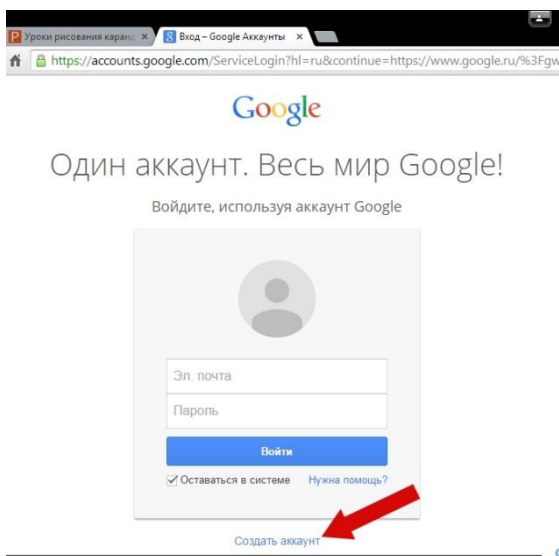 Уроки рисования каран
Вход – Google Аккаунты
https://accounts.google.com/ServiceLogin?hl=ru&continue=https://www.google.ru/%3Fgw
Google
Один аккаунт. Весь мир Google!
Войдите, используя аккаунт Google
Эл. почта
Пароль
Войти
Оставаться в системе Нужна помощь?
Создать аккаунт